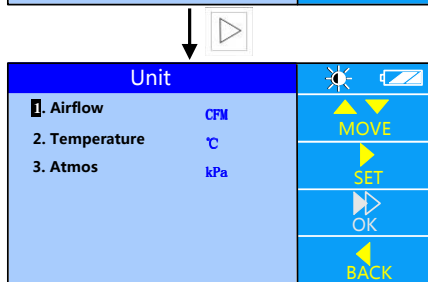 Unit
1. Airflow CFM
2. Temperature ℃
3. Atmos kPa
MOVE
SET
OK
BACK